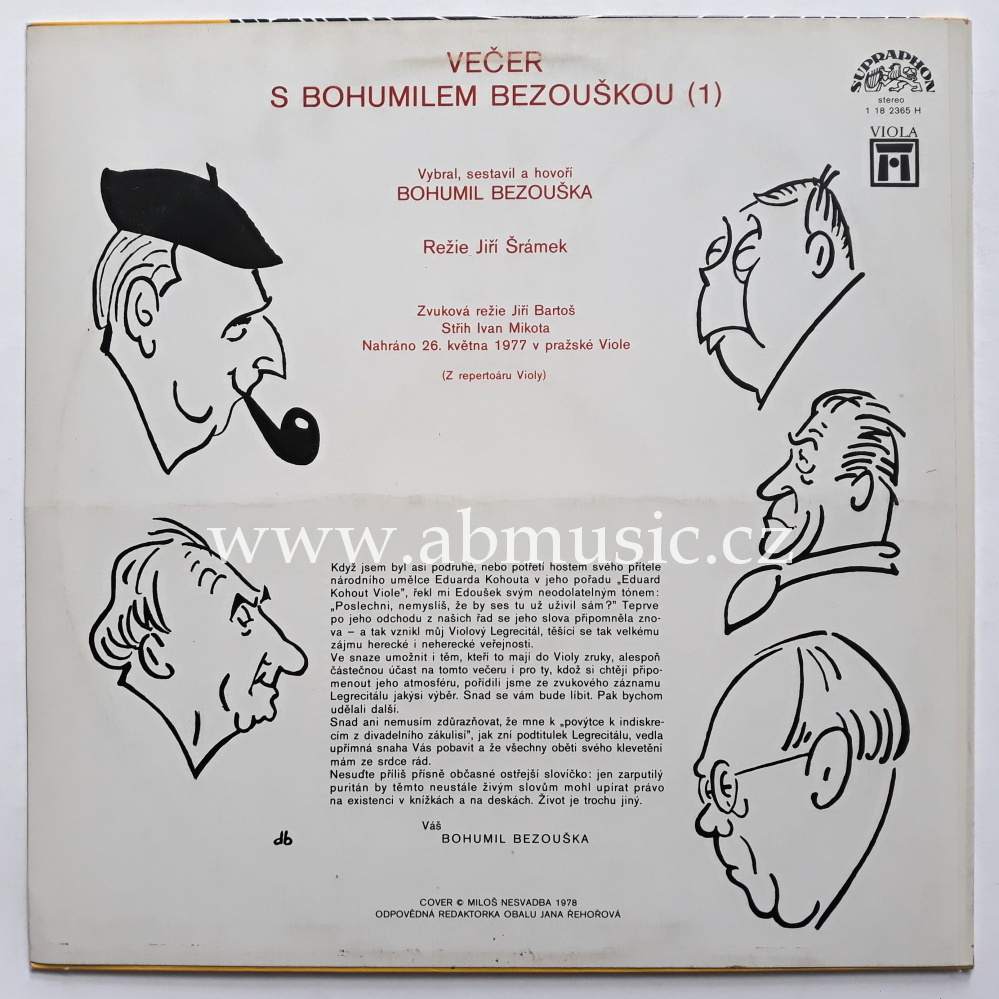 VEČER
S BOHUMILEM BEZOUŠKOU (1)
SUPRAPHON
stereo
1 18 2365 H
VIOLA
Vybral, sestavil a hovoří
BOHUMIL BEZOUŠKA
Režie Jiří Šrámek
Zvuková režie Jiří Bartoš
Střih Ivan Mikota
Nahráno 26. května 1977 v pražské Viole
(Z repertoáru Violy)
www.abmusic.cz
Když jsem byl asi podruhé, nebo potřetí hostem svého přítele
národního umělce Eduarda Kohouta v jeho pořadu „Eduard
Kohout Viole", řekl mi Edoušek svým neodolatelným tónem:
„Poslechni, nemyslíš, že by ses tu už uživil sám?" Teprve
po jeho odchodu z našich řad se jeho slova připomněla zno-
va – a tak vznikl můj Violový Legrecitál, těšící se tak velkému
zájmu herecké i neherecké veřejnosti.
Ve snaze umožnit i těm, kteří to mají do Violy zruky, alespoň
částečnou účast na tomto večeru i pro ty, kdož si chtějí připo-
menout jeho atmosféru, pořídili jsme ze zvukového záznamu
Legrecitálu jakýsi výběr. Snad se vám bude líbit. Pak bychom
udělali další.
Snad ani nemusím zdůrazňovat, že mne k „povýtce k indiskre-
cím z divadelního zákulisí", jak zní podtitulek Legrecitálu, vedla
upřímná snaha Vás pobavit a že všechny oběti svého klevetění
mám ze srdce rád.
Nesuďte příliš přísně občasné ostřejší slovíčko: jen zarputilý
puritán by těmto neustále živým slovům mohl upírat právo
na existenci v knížkách a na deskách. Život je trochu jiný.
Váš
BOHUMIL BEZOUŠKA
db
COVER © MILOŠ NESVADBA 1978
ODPOVĚDNÁ REDAKTORKA OBALU JANA ŘEHOŘOVÁ